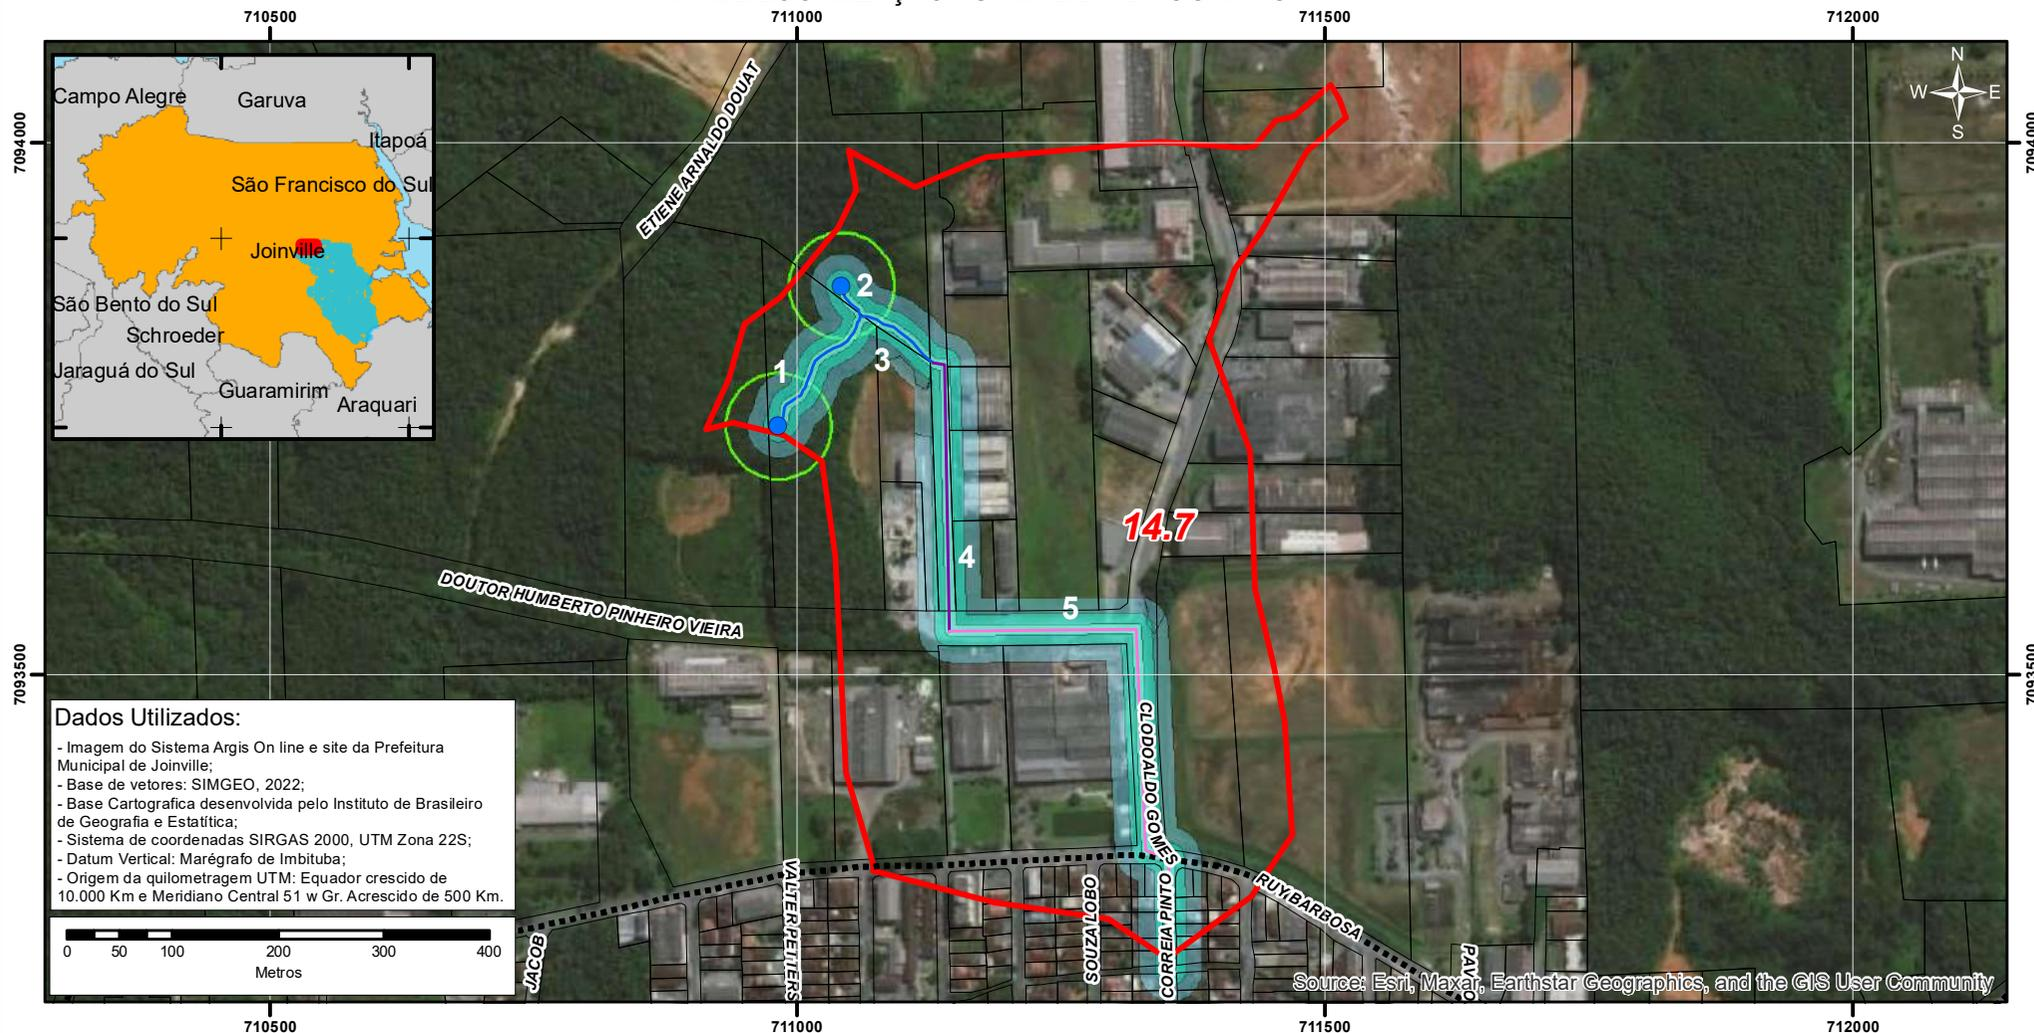 710500
711000
711500
712000
7094000
7093500
7094000
7093500
Campo Alegre
Garuva
Itapoá
São Francisco do Sul
Joinville
São Bento do Sul
Schroeder
Jaraguá do Sul
Guaramirim
Araquari
N
W
E
S
ETIENE ARNALDO DOUAT
2
1
3
14.7
4
5
DOUTOR HUMBERTO PINHEIRO VIEIRA
CLODOALDO GOMES
VALTER PETTERS
SOUZA LOBO
CORREIA PINTO
RUY BARBOSA
JACOB
Dados Utilizados:
- Imagem do Sistema Argis On line e site da Prefeitura
Municipal de Joinville;
- Base de vetores: SIMGEO, 2022;
- Base Cartografica desenvolvida pelo Instituto de Brasileiro
de Geografia e Estatítica;
- Sistema de coordenadas SIRGAS 2000, UTM Zona 22S;
- Datum Vertical: Marégrafo de Imbituba;
- Origem da quilometragem UTM: Equador crescido de
10.000 Km e Meridiano Central 51 w Gr. Acrescido de 500 Km.
0 50 100 200 300 400
Metros
Source: Esri, Maxar, Earthstar Geographics, and the GIS User Community
710500
711000
711500
712000